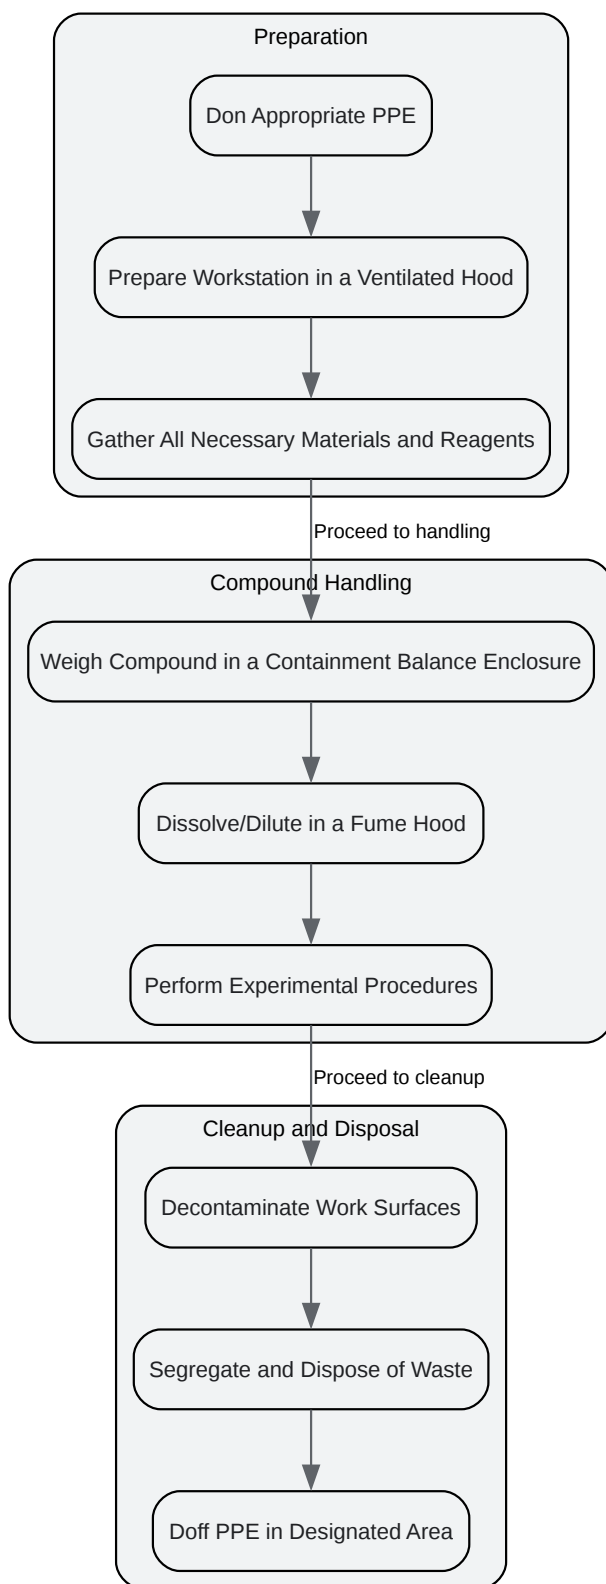 Preparation
Don Appropriate PPE
Prepare Workstation in a Ventilated Hood
Gather All Necessary Materials and Reagents
Proceed to handling
Compound Handling
Weigh Compound in a Containment Balance Enclosure
Dissolve/Dilute in a Fume Hood
Perform Experimental Procedures
Proceed to cleanup
Cleanup and Disposal
Decontaminate Work Surfaces
Segregate and Dispose of Waste
Doff PPE in Designated Area